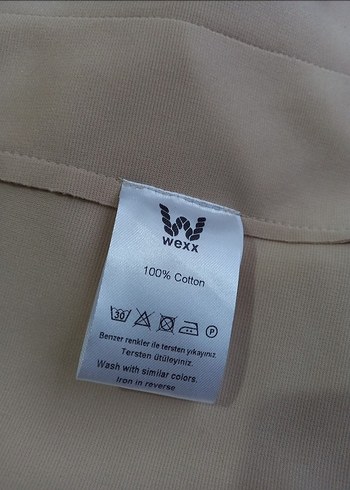 wexx
100% Cotton
30 P
Benzer renkler ile tersten yıkayınız.
Tersten ütüleyiniz.
Wash with similar colors.
Iron in reverse